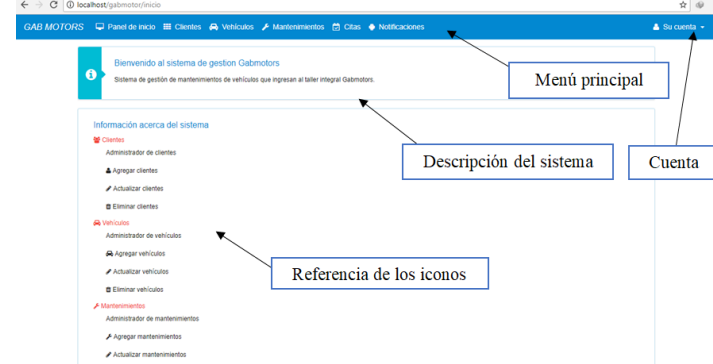 localhost/gabmotor/inicio
GAB MOTORS Panel de inicio Clientes Vehículos Mantenimientos Citas Notificaciones Su cuenta
Bienvenido al sistema de gestion Gabmotors
Sistema de gestión de mantenimientos de vehículos que ingresan al taller integral Gabmotors.
Menú principal
Descripción del sistema
Cuenta
Información acerca del sistema
Clientes
Administrador de clientes
Agregar clientes
Actualizar clientes
Eliminar clientes
Vehículos
Administrador de vehículos
Agregar vehículos
Actualizar vehículos
Eliminar vehículos
Referencia de los iconos
Mantenimientos
Administrador de mantenimientos
Agregar mantenimientos
Actualizar mantenimientos